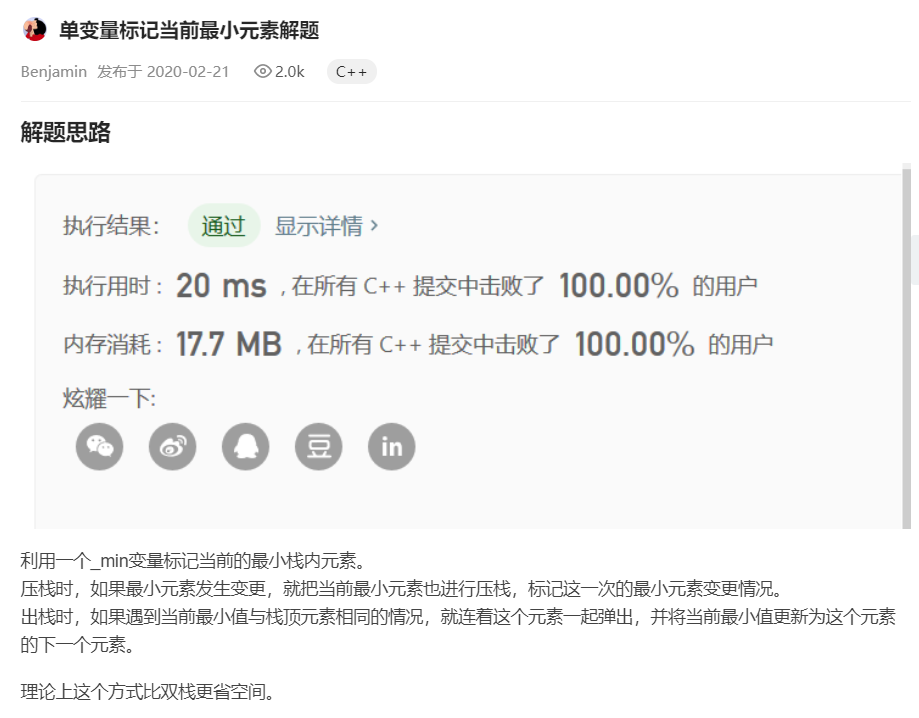 单变量标记当前最小元素解题
Benjamin 发布于 2020-02-21 2.0k C++
解题思路
执行结果： 通过 显示详情 ›
执行用时 : 20 ms , 在所有 C++ 提交中击败了 100.00% 的用户
内存消耗 : 17.7 MB , 在所有 C++ 提交中击败了 100.00% 的用户
炫耀一下:
豆 in
利用一个_min变量标记当前的最小栈内元素。
压栈时，如果最小元素发生变更，就把当前最小元素也进行压栈，标记这一次的最小元素变更情况。
出栈时，如果遇到当前最小值与栈顶元素相同的情况，就连着这个元素一起弹出，并将当前最小值更新为这个元素
的下一个元素。
理论上这个方式比双栈更省空间。